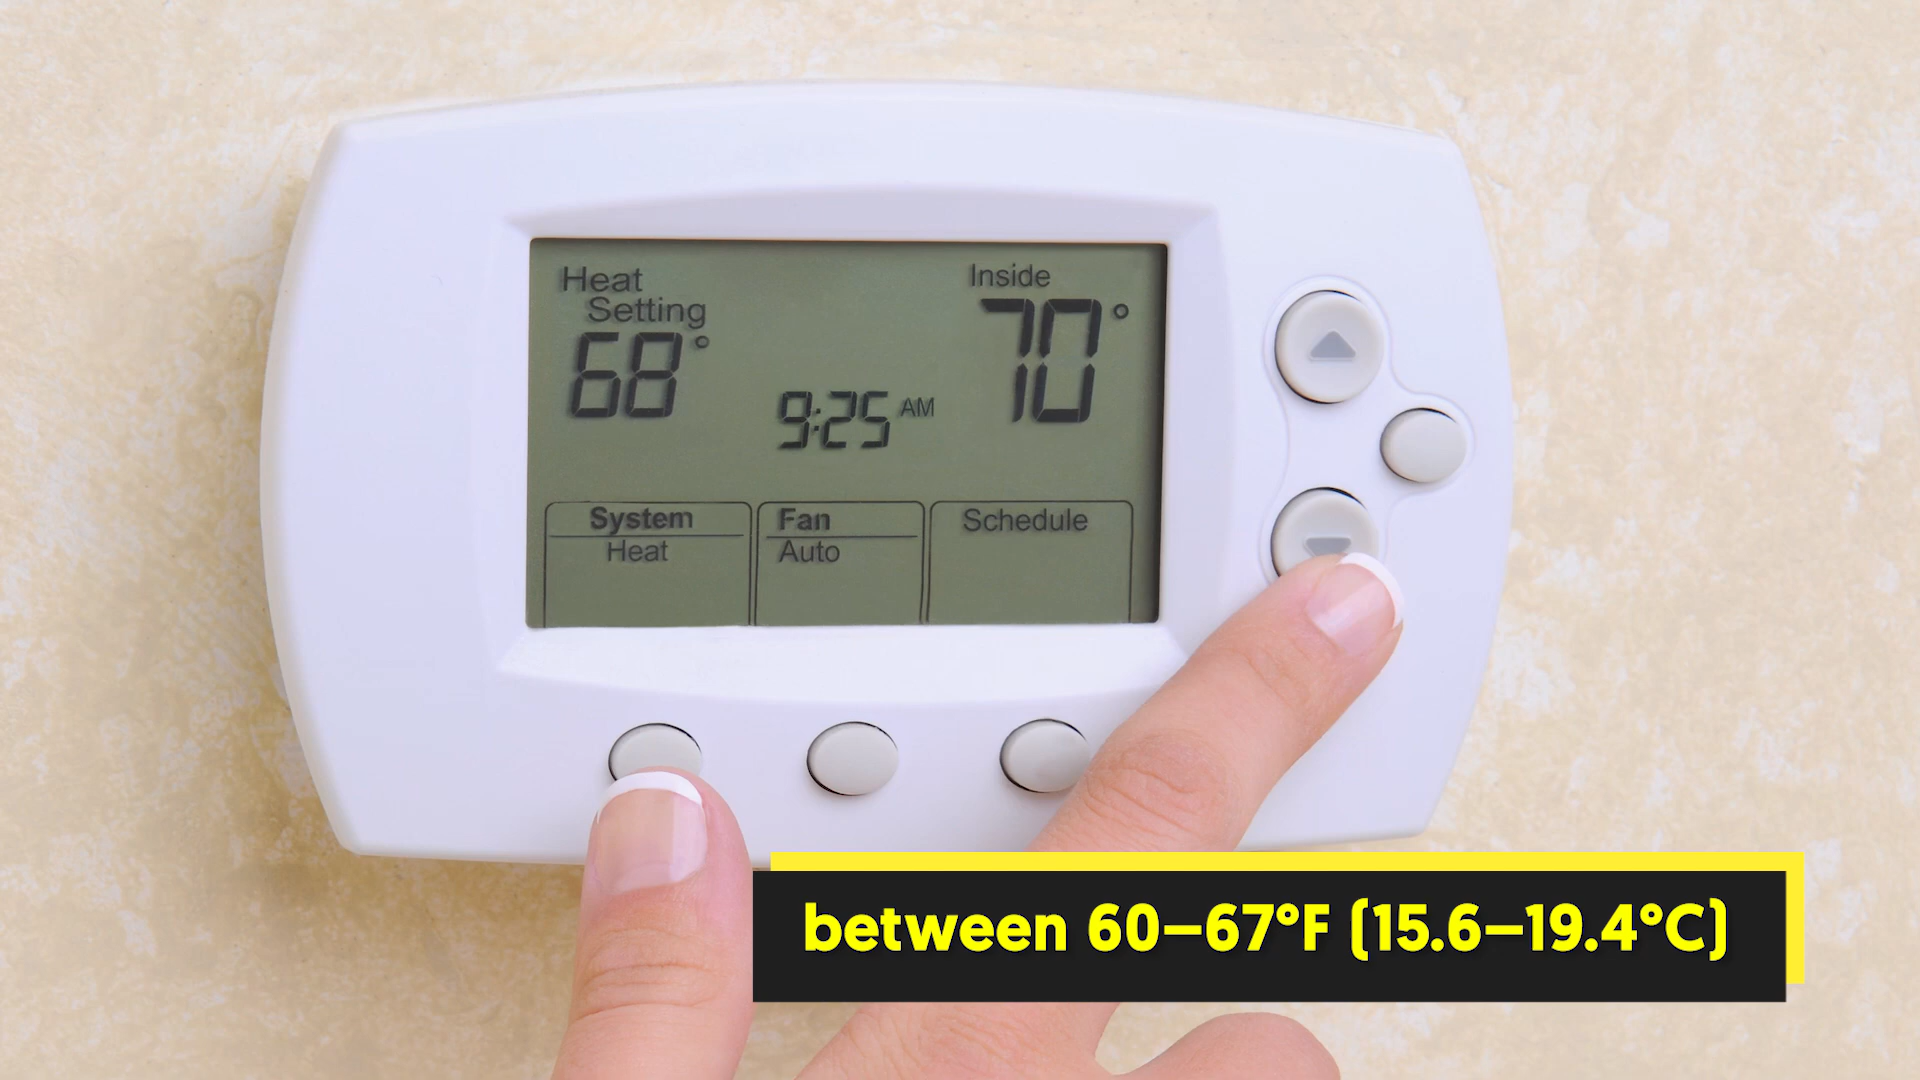 Heat
Setting
68°
Inside
70°
9:25 AM
System
Heat
Fan
Auto
Schedule
between 60–67°F (15.6–19.4°C)